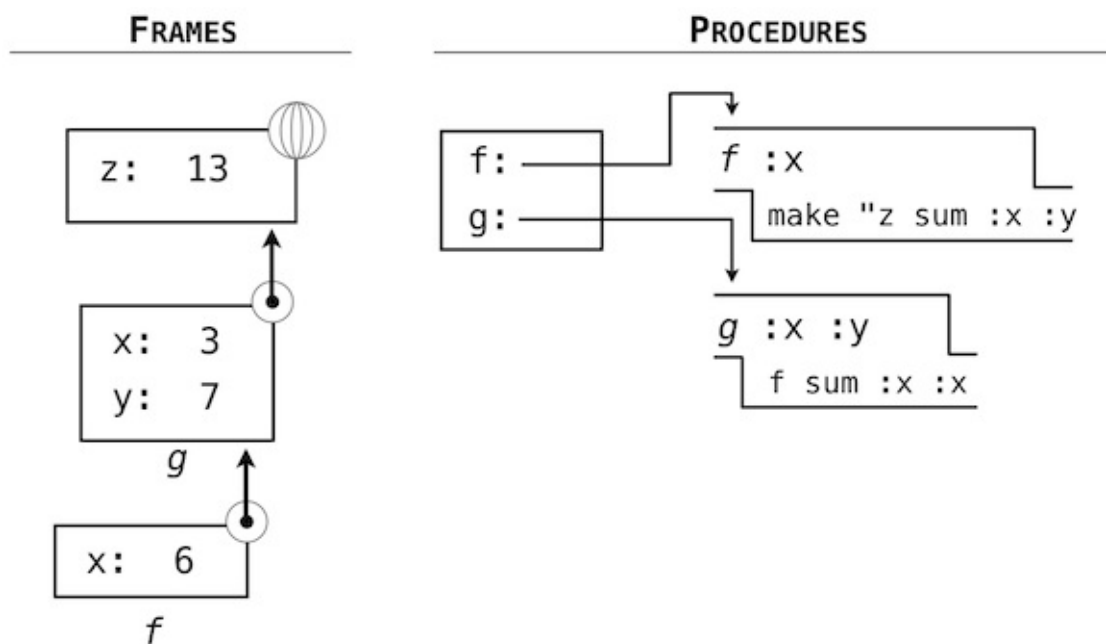 FRAMES
z: 13
x: 3
y: 7
g
x: 6
f
PROCEDURES
f:
g:
f :x
make "z sum :x :y
g :x :y
f sum :x :x